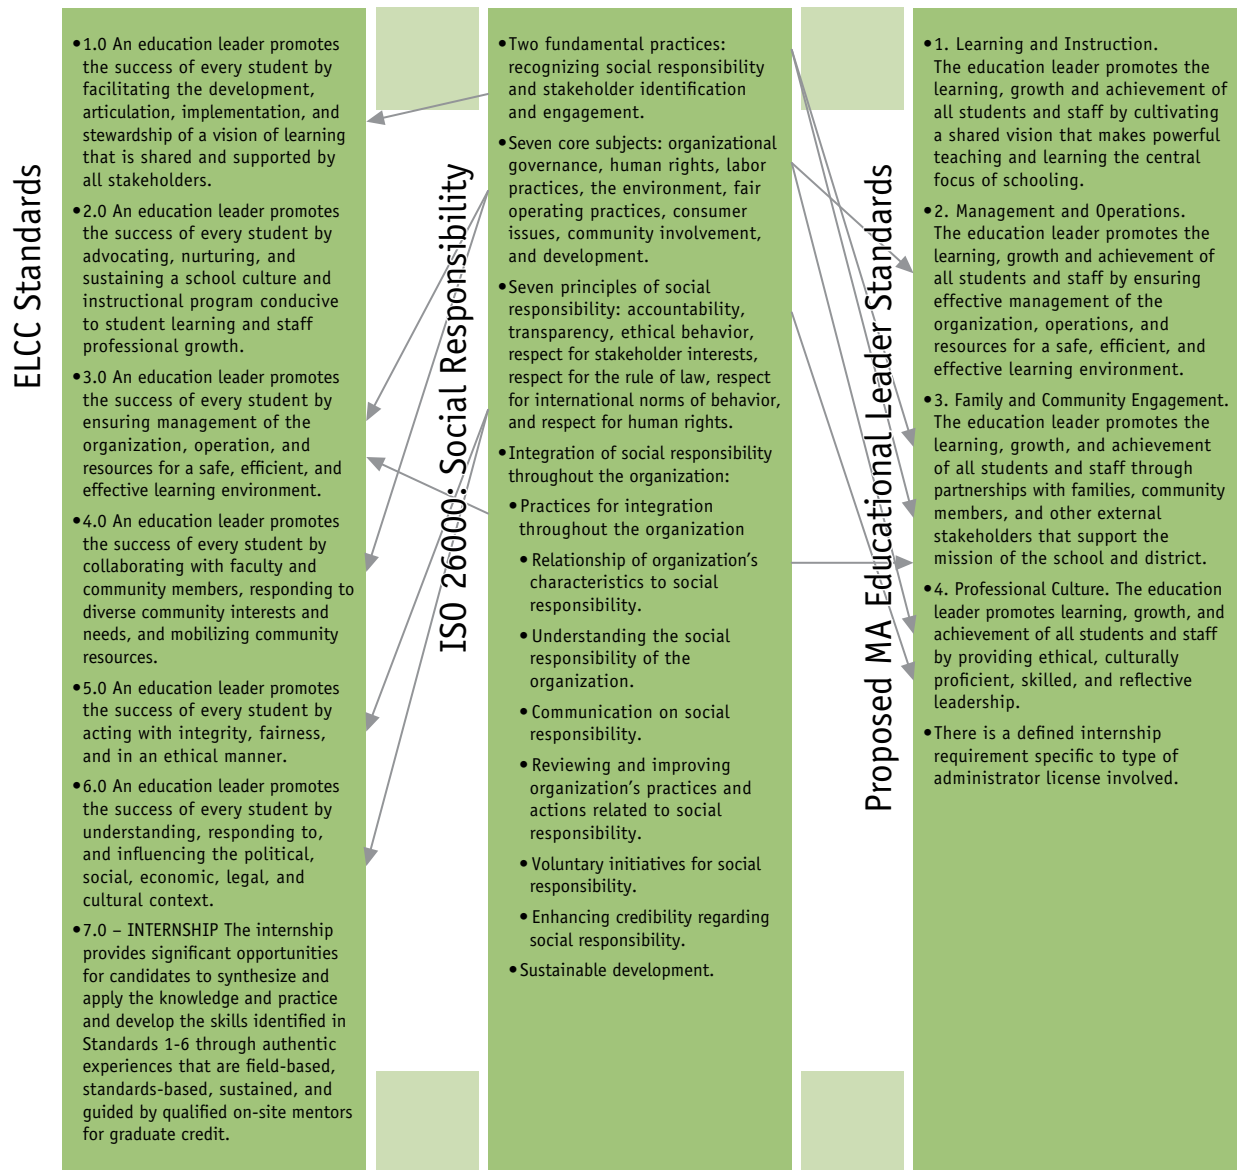 ELCC Standards
•1.0 An education leader promotes
the success of every student by
facilitating the development,
articulation, implementation, and
stewardship of a vision of learning
that is shared and supported by
all stakeholders.
•2.0 An education leader promotes
the success of every student by
advocating, nurturing, and
sustaining a school culture and
instructional program conducive
to student learning and staff
professional growth.
•3.0 An education leader promotes
the success of every student by
ensuring management of the
organization, operation, and
resources for a safe, efficient, and
effective learning environment.
•4.0 An education leader promotes
the success of every student by
collaborating with faculty and
community members, responding to
diverse community interests and
needs, and mobilizing community
resources.
•5.0 An education leader promotes
the success of every student by
acting with integrity, fairness,
and in an ethical manner.
•6.0 An education leader promotes
the success of every student by
understanding, responding to,
and influencing the political,
social, economic, legal, and
cultural context.
•7.0 – INTERNSHIP The internship
provides significant opportunities
for candidates to synthesize and
apply the knowledge and practice
and develop the skills identified in
Standards 1-6 through authentic
experiences that are field-based,
standards-based, sustained, and
guided by qualified on-site mentors
for graduate credit.
ISO 26000: Social Responsibility
•Two fundamental practices:
recognizing social responsibility
and stakeholder identification
and engagement.
•Seven core subjects: organizational
governance, human rights, labor
practices, the environment, fair
operating practices, consumer
issues, community involvement,
and development.
•Seven principles of social
responsibility: accountability,
transparency, ethical behavior,
respect for stakeholder interests,
respect for the rule of law, respect
for international norms of behavior,
and respect for human rights.
•Integration of social responsibility
throughout the organization:
•Practices for integration
throughout the organization
•Relationship of organization’s
characteristics to social
responsibility.
•Understanding the social
responsibility of the
organization.
•Communication on social
responsibility.
•Reviewing and improving
organization’s practices and
actions related to social
responsibility.
•Voluntary initiatives for social
responsibility.
•Enhancing credibility regarding
social responsibility.
•Sustainable development.
Proposed MA Educational Leader Standards
•1. Learning and Instruction.
The education leader promotes the
learning, growth and achievement of
all students and staff by cultivating
a shared vision that makes powerful
teaching and learning the central
focus of schooling.
•2. Management and Operations.
The education leader promotes the
learning, growth and achievement of
all students and staff by ensuring
effective management of the
organization, operations, and
resources for a safe, efficient, and
effective learning environment.
•3. Family and Community Engagement.
The education leader promotes the
learning, growth, and achievement
of all students and staff through
partnerships with families, community
members, and other external
stakeholders that support the
mission of the school and district.
•4. Professional Culture. The education
leader promotes learning, growth, and
achievement of all students and staff
by providing ethical, culturally
proficient, skilled, and reflective
leadership.
•There is a defined internship
requirement specific to type of
administrator license involved.